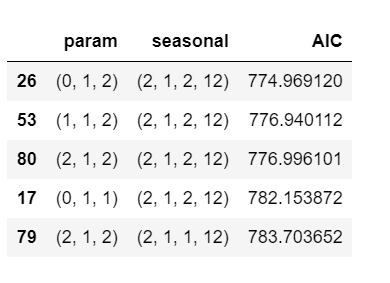 param seasonal AIC
26 (0, 1, 2) (2, 1, 2, 12) 774.969120
53 (1, 1, 2) (2, 1, 2, 12) 776.940112
80 (2, 1, 2) (2, 1, 2, 12) 776.996101
17 (0, 1, 1) (2, 1, 2, 12) 782.153872
79 (2, 1, 2) (2, 1, 1, 12) 783.703652